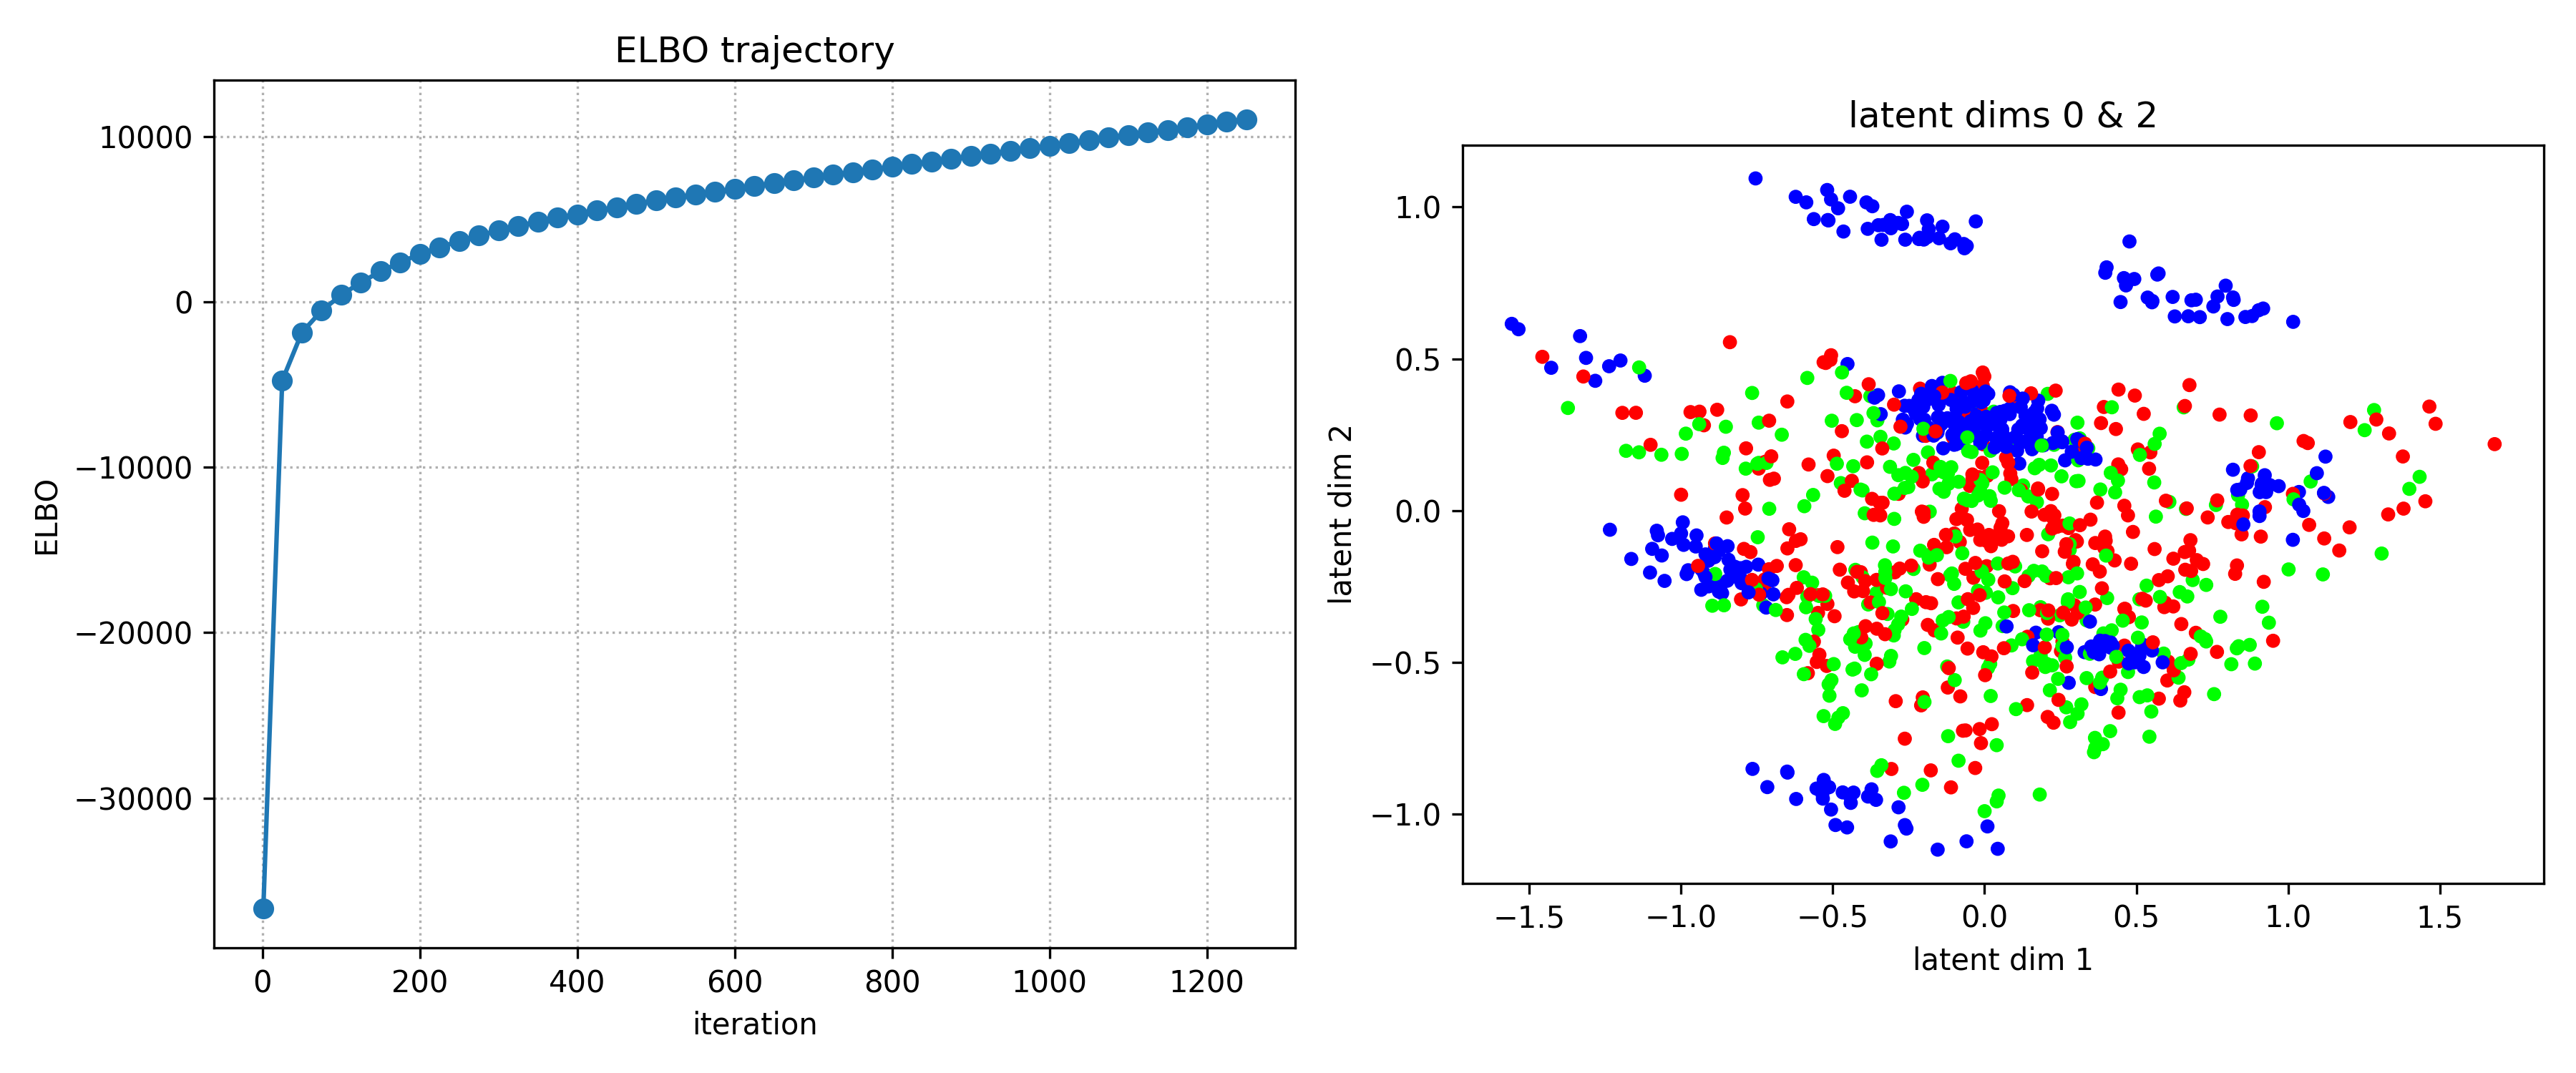 ELBO trajectory
10000
0
−10000
−20000
−30000
ELBO
0 200 400 600 800 1000 1200
iteration
latent dims 0 & 2
1.0
0.5
0.0
−0.5
−1.0
latent dim 2
−1.5 −1.0 −0.5 0.0 0.5 1.0 1.5
latent dim 1